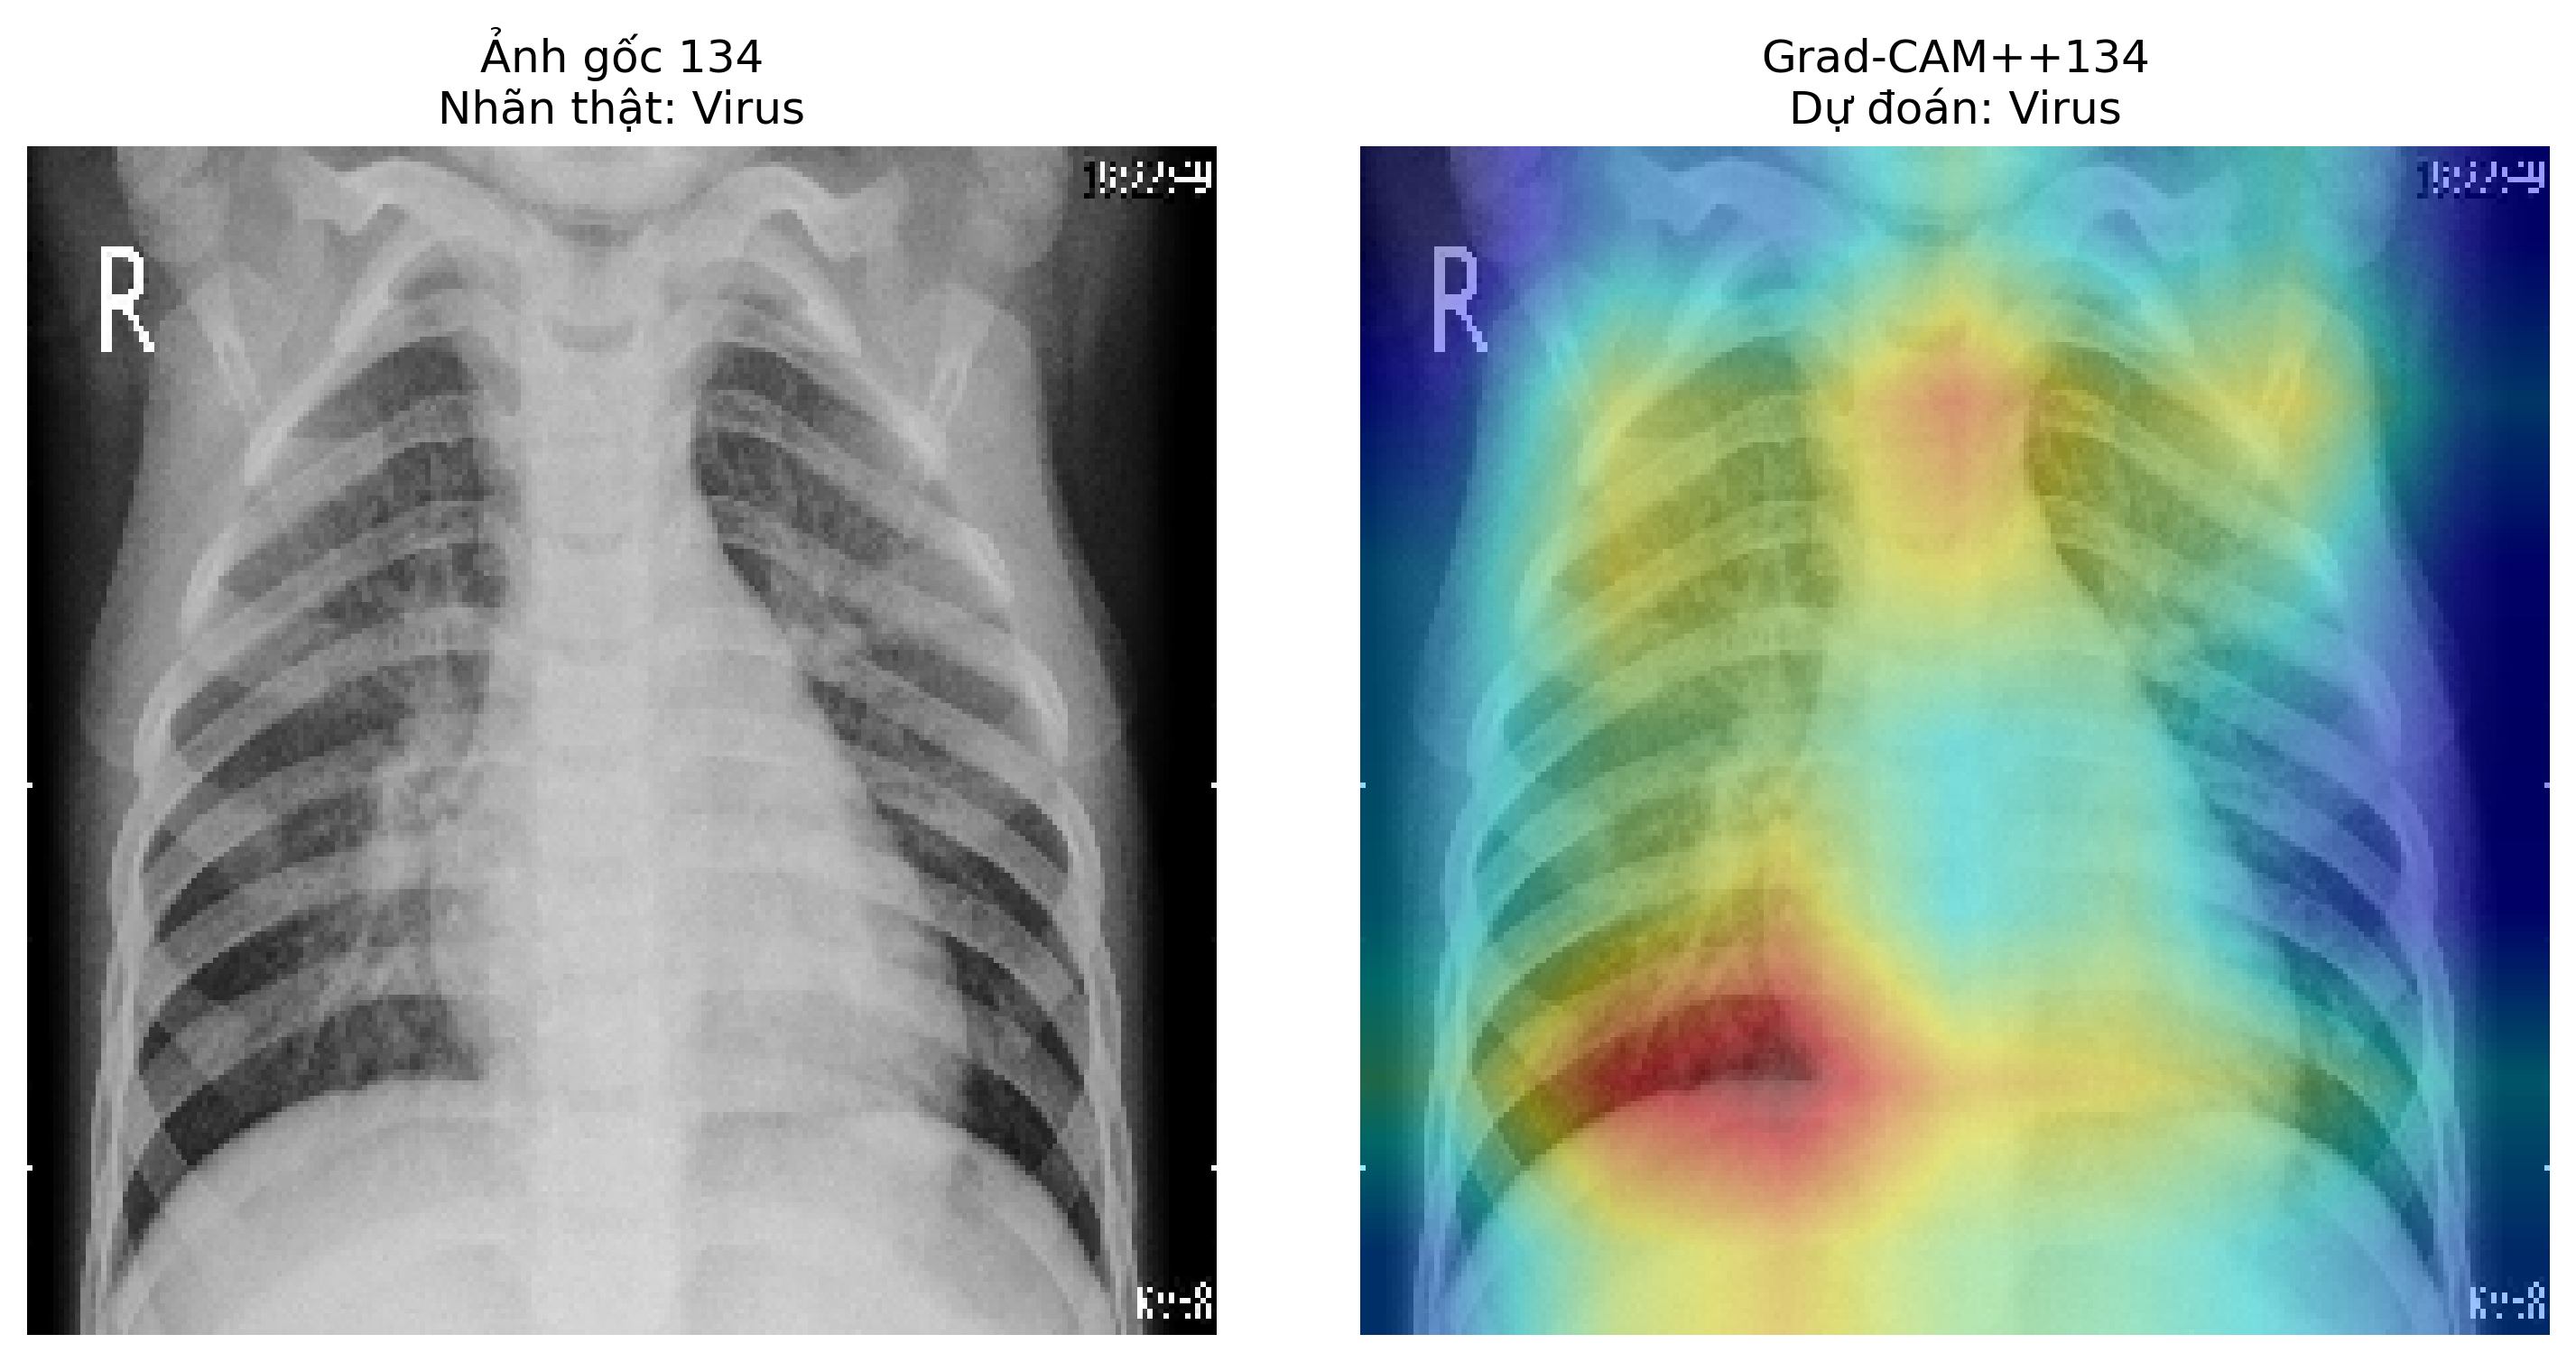 Ảnh gốc 134
Nhãn thật: Virus
Grad-CAM++134
Dự đoán: Virus
R
R